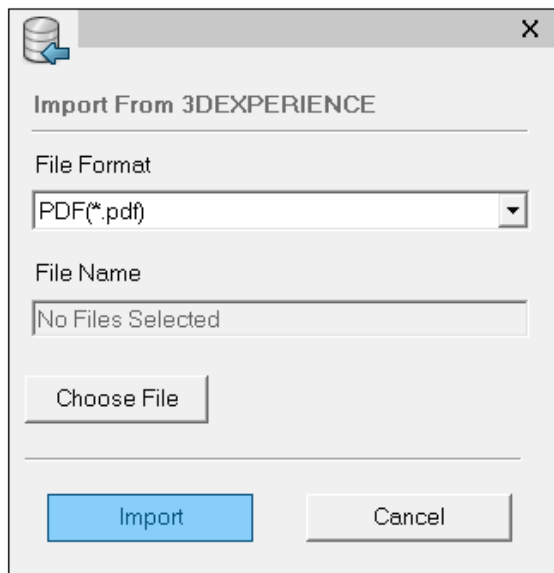 Import From 3DEXPERIENCE
File Format
PDF(*.pdf)
File Name
No Files Selected
Choose File
Import
Cancel